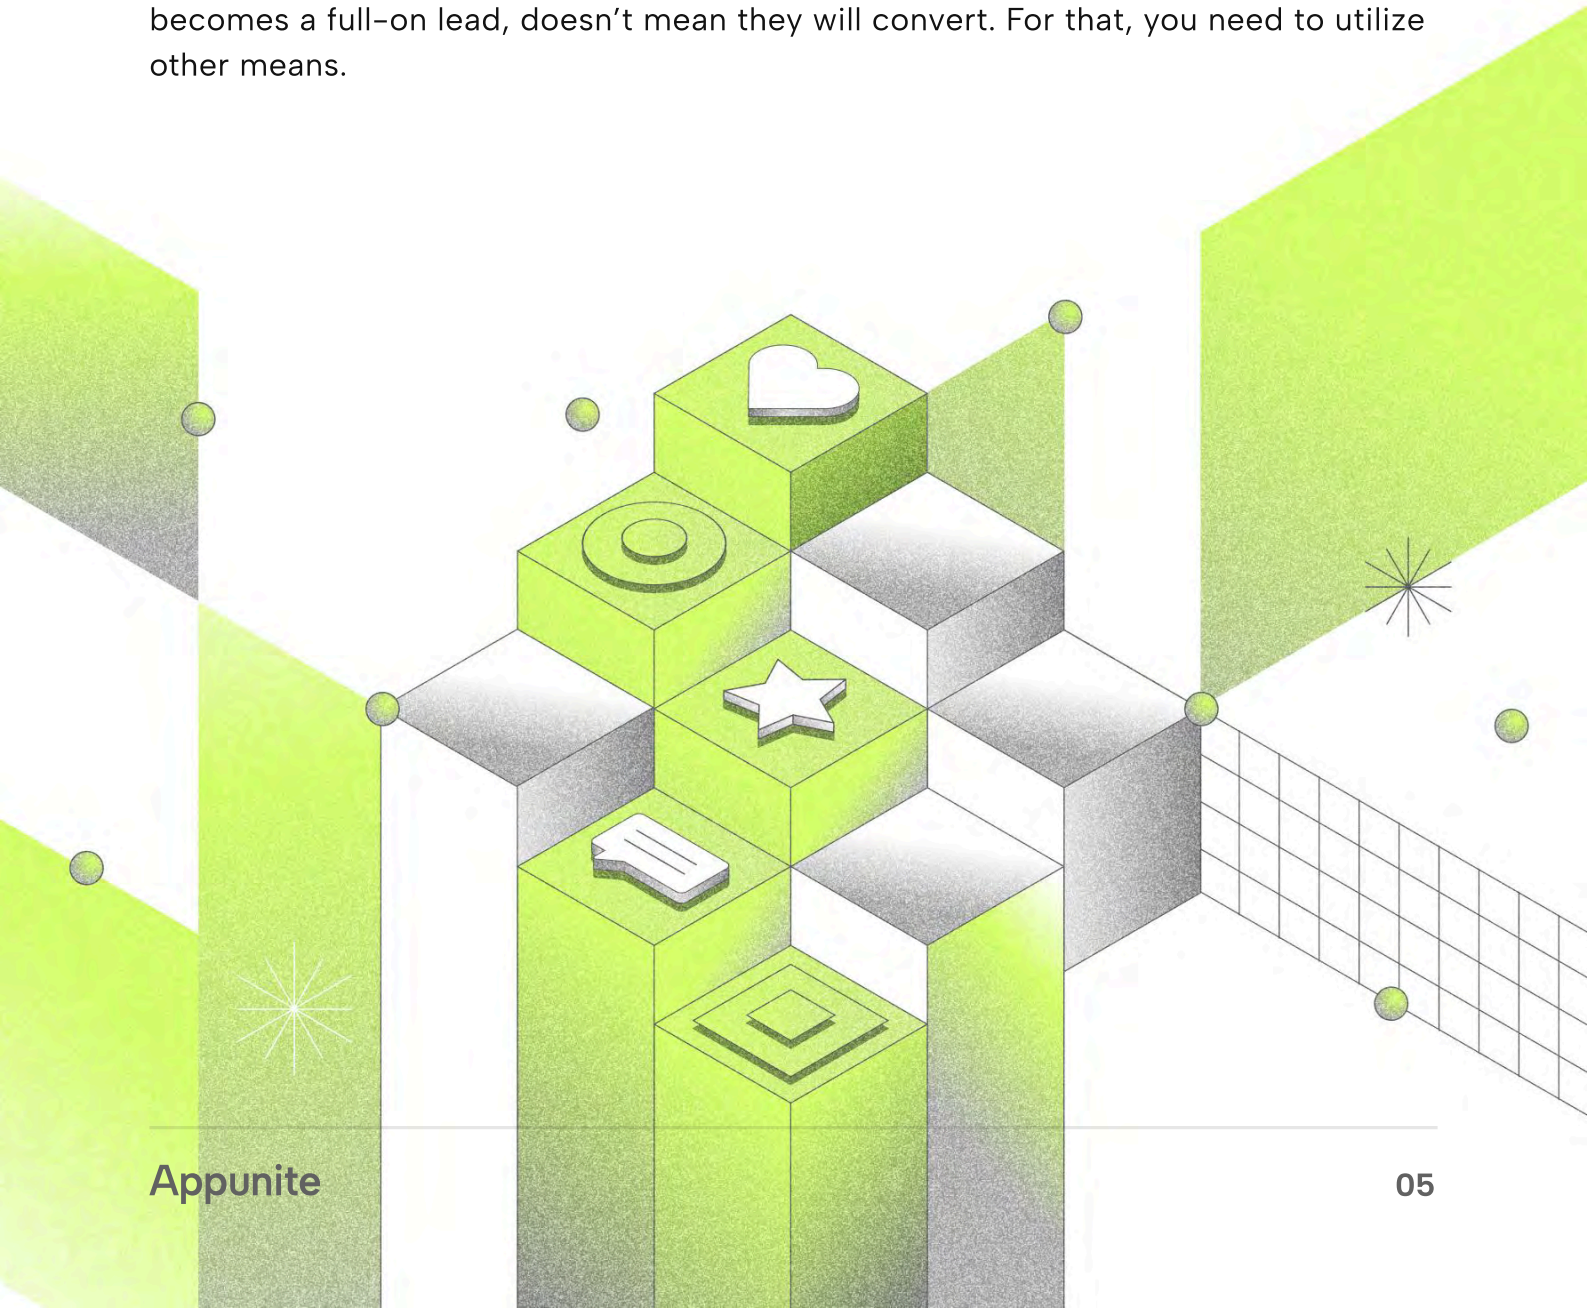 becomes a full-on lead, doesn’t mean they will convert. For that, you need to utilize
other means.
Appunite
05